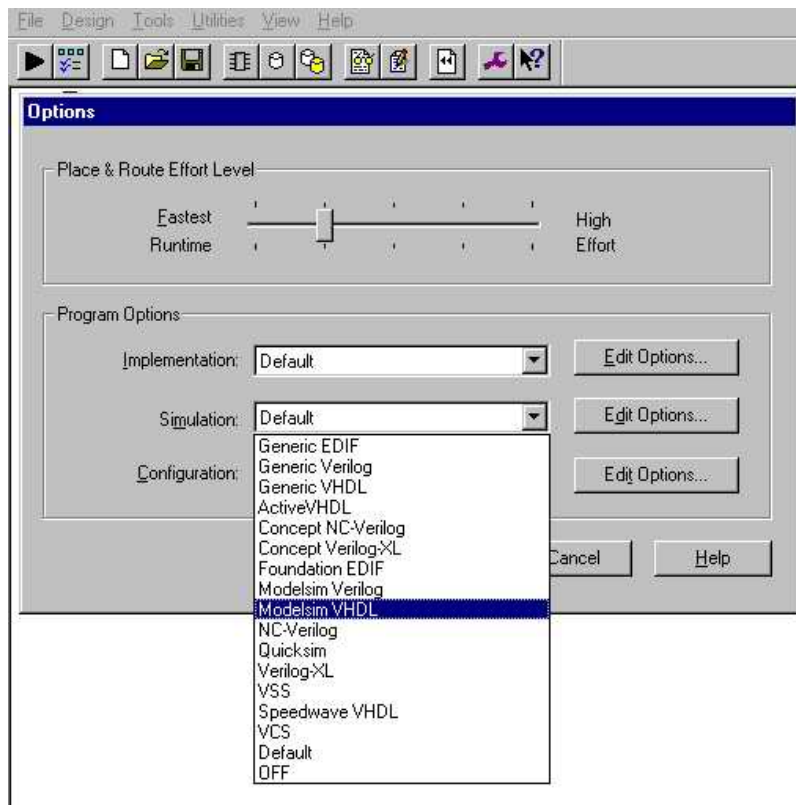 File Design Tools Utilities View Help
Options
Place & Route Effort Level
Fastest
Runtime
High
Effort
Program Options
Implementation: Default Edit Options...
Simulation: Default Edit Options...
Configuration: Edit Options...
Generic EDIF
Generic Verilog
Generic VHDL
ActiveVHDL
Concept NC-Verilog
Concept Verilog-XL
Foundation EDIF
Modelsim Verilog
Modelsim VHDL
NC-Verilog
Quicksim
Verilog-XL
VSS
Speedwave VHDL
VCS
Default
OFF
Cancel Help